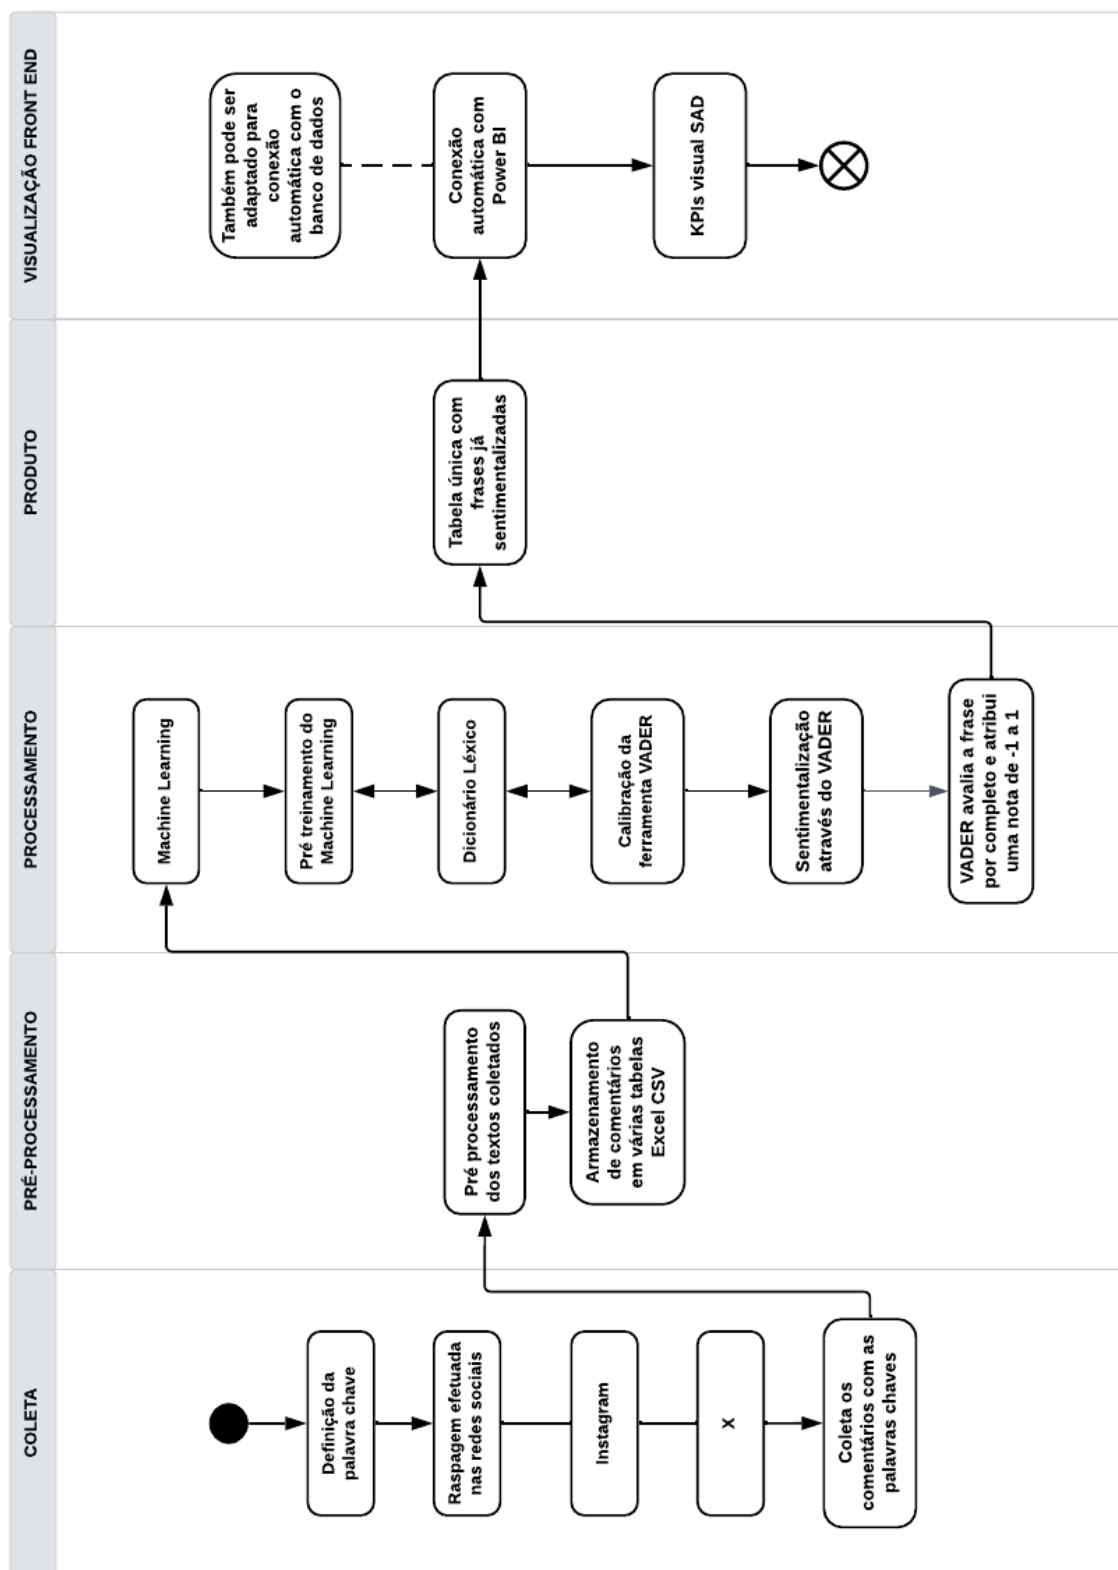 COLETA
Definição da
palavra chave
Raspagem efetuada
nas redes sociais
Instagram
X
Coleta os
comentários com as
palavras chaves
PRÉ-PROCESSAMENTO
Pré processamento
dos textos coletados
Armazenamento
de comentários
em várias tabelas
Excel CSV
PROCESSAMENTO
Machine Learning
Pré treinamento do
Machine Learning
Dicionário Léxico
Calibração da
ferramenta VADER
Sentimentalização
através do VADER
VADER avalia a frase
por completo e atribui
uma nota de -1 a 1
PRODUTO
Tabela única com
frases já
sentimentalizadas
VISUALIZAÇÃO FRONT END
Também pode ser
adaptado para
conexão
automática com o
banco de dados
Conexão
automática com
Power BI
KPIs visual SAD